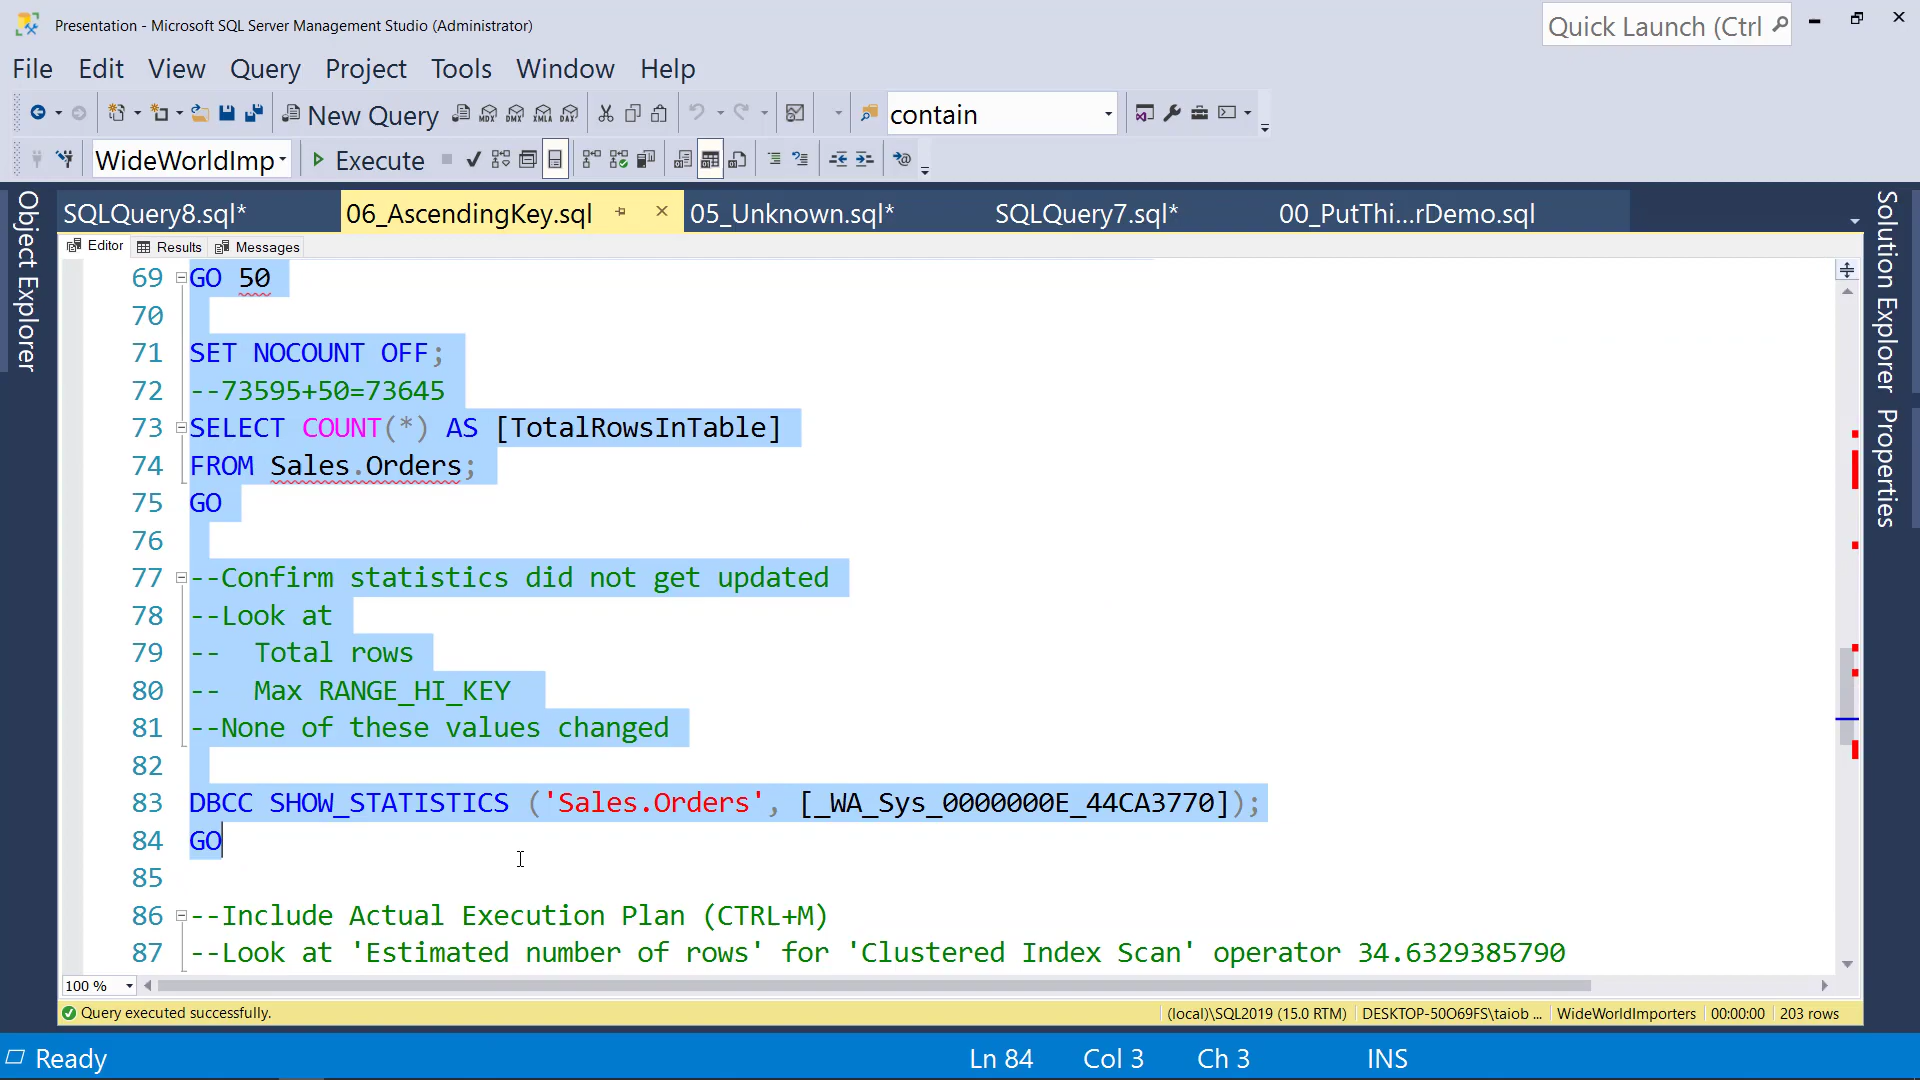 Presentation - Microsoft SQL Server Management Studio (Administrator)
Quick Launch (Ctrl
File Edit View Query Project Tools Window Help
New Query
MDX DMX XMLA DAX
contain
WideWorldImp
Execute
SQLQuery8.sql*
06_AscendingKey.sql
05_Unknown.sql*
SQLQuery7.sql*
00_PutThi...rDemo.sql
Object Explorer
Solution Explorer
Properties
Editor Results Messages
69 GO 50
70
71 SET NOCOUNT OFF;
72 --73595+50=73645
73 SELECT COUNT(*) AS [TotalRowsInTable]
74 FROM Sales.Orders;
75 GO
76
77 --Confirm statistics did not get updated
78 --Look at
79 --  Total rows
80 --  Max RANGE_HI_KEY
81 --None of these values changed
82
83 DBCC SHOW_STATISTICS ('Sales.Orders', [_WA_Sys_0000000E_44CA3770]);
84 GO
85
86 --Include Actual Execution Plan (CTRL+M)
87 --Look at 'Estimated number of rows' for 'Clustered Index Scan' operator 34.6329385790
100 %
Query executed successfully.
(local)\SQL2019 (15.0 RTM)
DESKTOP-50O69FS\taiob ...
WideWorldImporters
00:00:00
203 rows
Ready
Ln 84
Col 3
Ch 3
INS